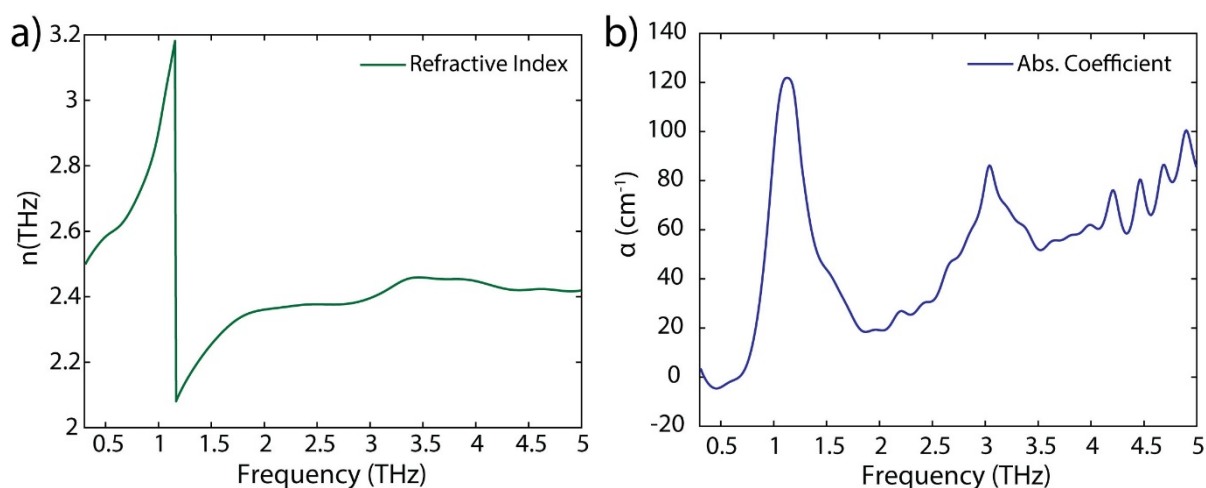 a)
3.2
3
2.8
2.6
2.4
2.2
2
n(THz)
Refractive Index
0.5 1 1.5 2 2.5 3 3.5 4 4.5 5
Frequency (THz)
b)
140
120
100
80
60
40
20
0
-20
α (cm⁻¹)
Abs. Coefficient
0.5 1 1.5 2 2.5 3 3.5 4 4.5 5
Frequency (THz)